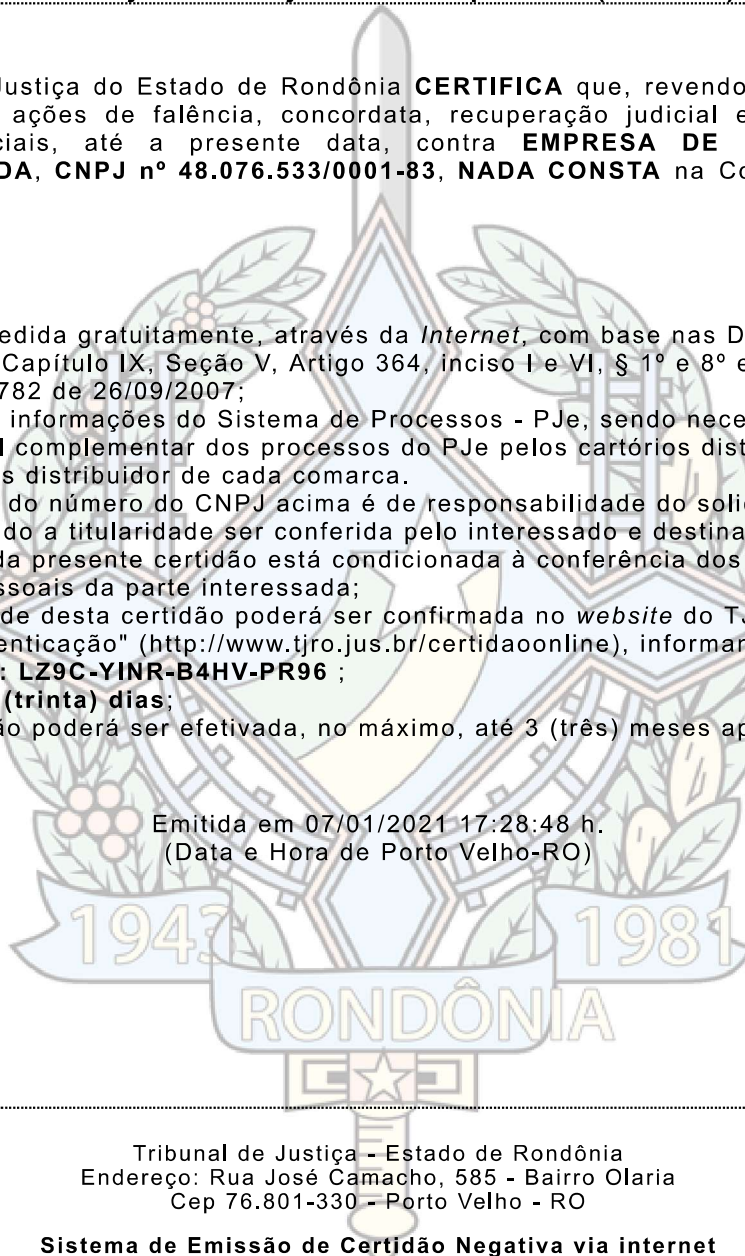 Justiça do Estado de Rondônia CERTIFICA que, revendo
ações de falência, concordata, recuperação judicial e
ciais, até a presente data, contra EMPRESA DE
DA, CNPJ nº 48.076.533/0001-83, NADA CONSTA na Co
edida gratuitamente, através da Internet, com base nas D
Capítulo IX, Seção V, Artigo 364, inciso I e VI, § 1º e 8º e
782 de 26/09/2007;
informações do Sistema de Processos - PJe, sendo nece
l complementar dos processos do PJe pelos cartórios dist
s distribuidor de cada comarca.
do número do CNPJ acima é de responsabilidade do solic
do a titularidade ser conferida pelo interessado e destina
da presente certidão está condicionada à conferência dos
ssoais da parte interessada;
de desta certidão poderá ser confirmada no website do TJ
enticação" (http://www.tjro.jus.br/certidaoonline), informar
: LZ9C-YINR-B4HV-PR96 ;
(trinta) dias;
ão poderá ser efetivada, no máximo, até 3 (três) meses ap
Emitida em 07/01/2021 17:28:48 h.
(Data e Hora de Porto Velho-RO)
1943 1981
RONDÔNIA
Tribunal de Justiça - Estado de Rondônia
Endereço: Rua José Camacho, 585 - Bairro Olaria
Cep 76.801-330 - Porto Velho - RO
Sistema de Emissão de Certidão Negativa via internet